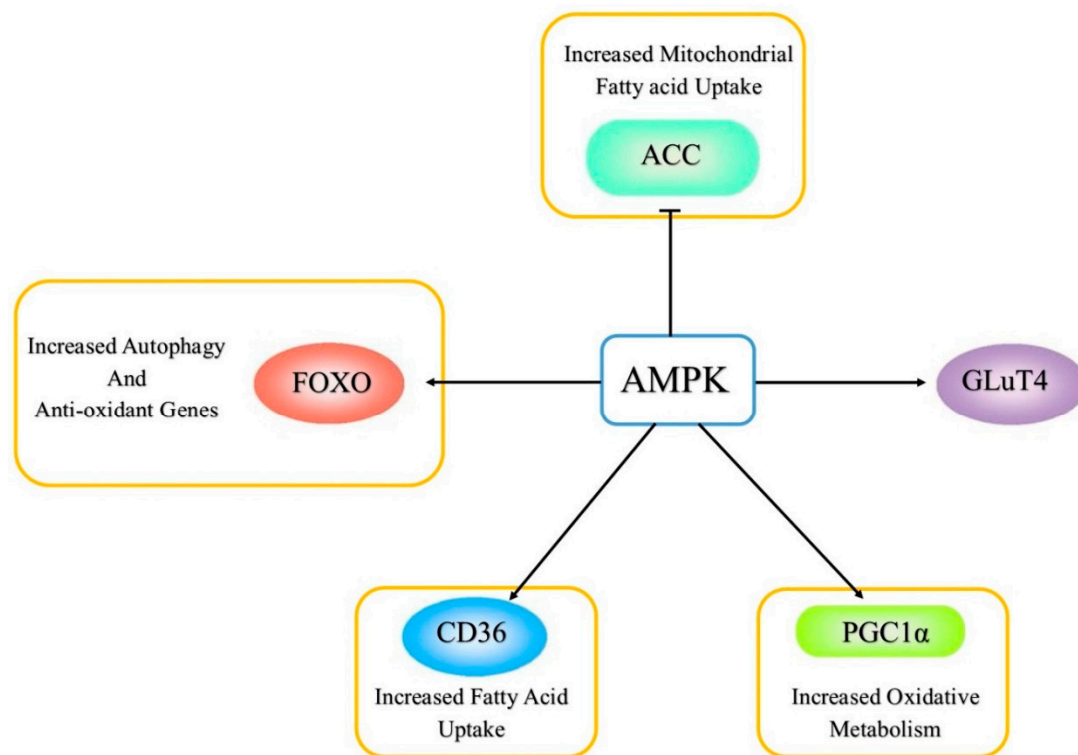 Increased Mitochondrial
Fatty acid Uptake
ACC
Increased Autophagy
And
Anti-oxidant Genes
FOXO
AMPK
GLuT4
CD36
Increased Fatty Acid
Uptake
PGC1α
Increased Oxidative
Metabolism